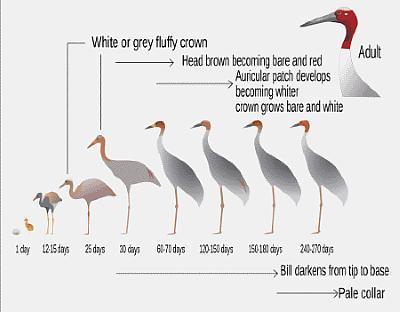 White or grey fluffy crown
Adult
Head brown becoming bare and red
Auricular patch develops
becoming whiter
crown grows bare and white
1 day
12-15 days
25 days
30 days
60-70 days
120-150 days
150-180 days
240-270 days
Bill darkens from tip to base
Pale collar